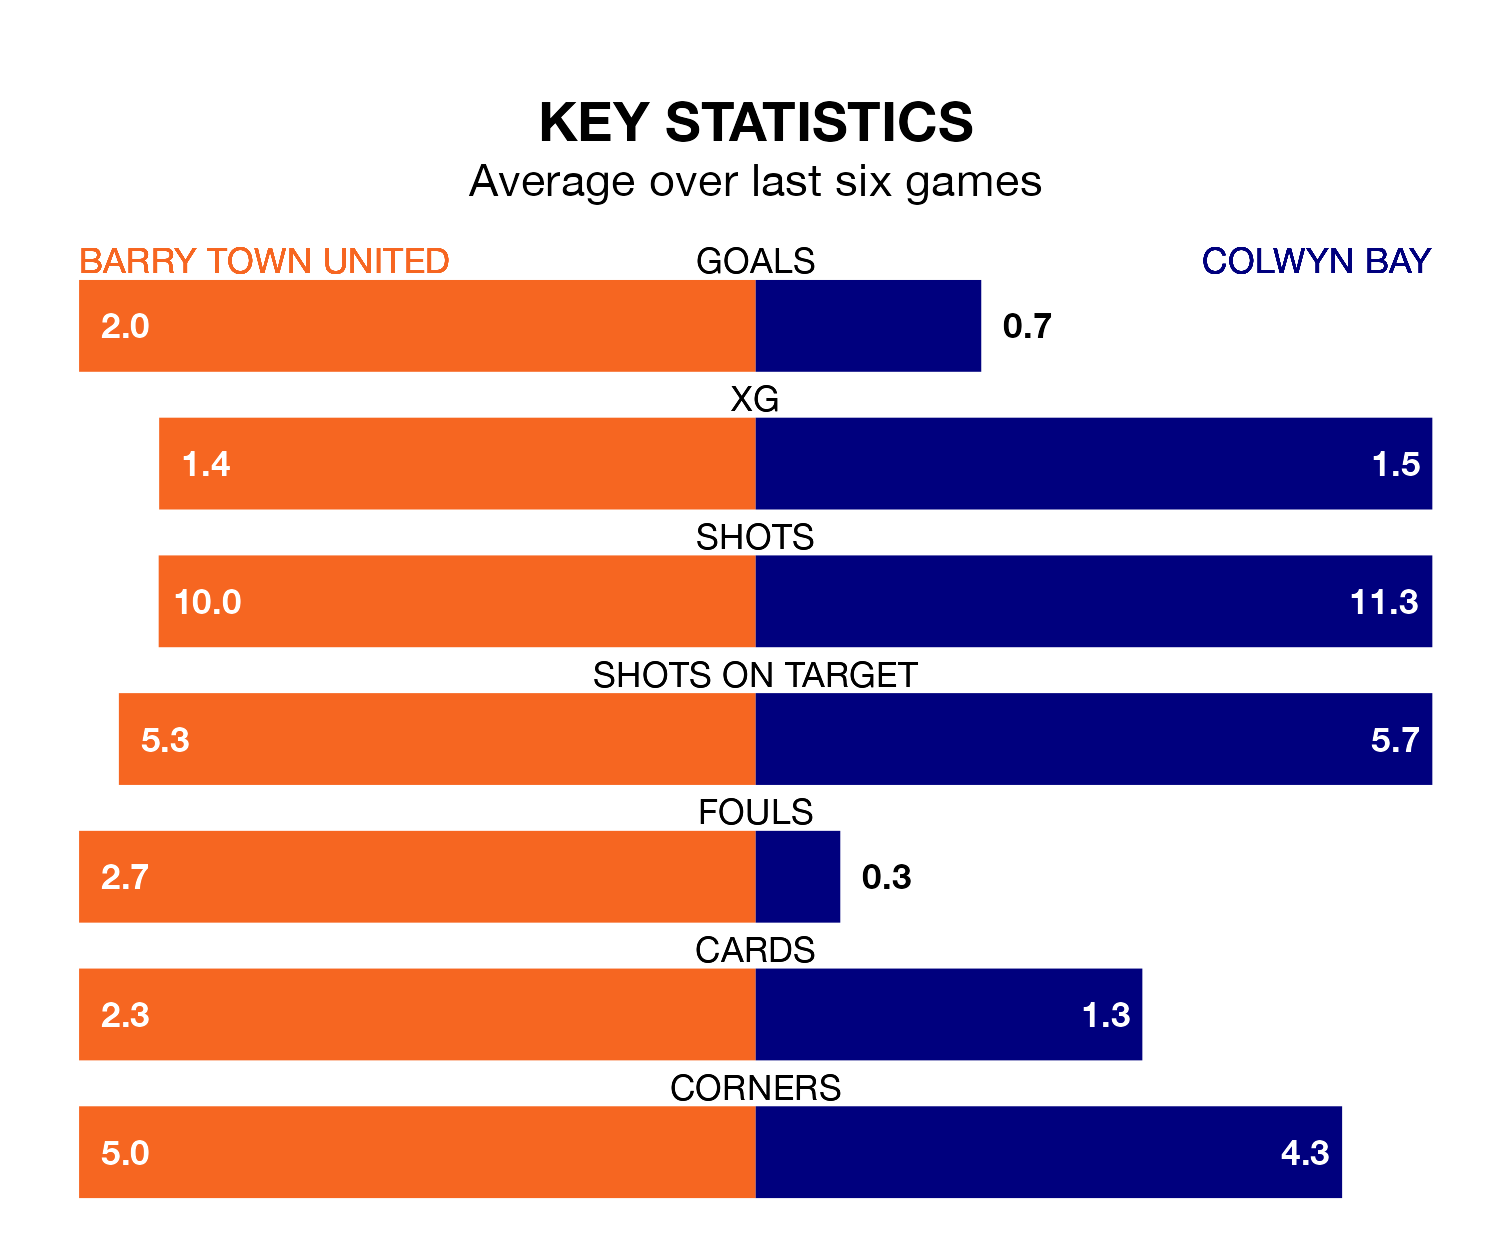 KEY STATISTICS
Average over last six games
BARRY TOWN UNITED GOALS COLWYN BAY
2.0 0.7
XG
1.4 1.5
SHOTS
10.0 11.3
SHOTS ON TARGET
5.3 5.7
FOULS
2.7 0.3
CARDS
2.3 1.3
CORNERS
5.0 4.3